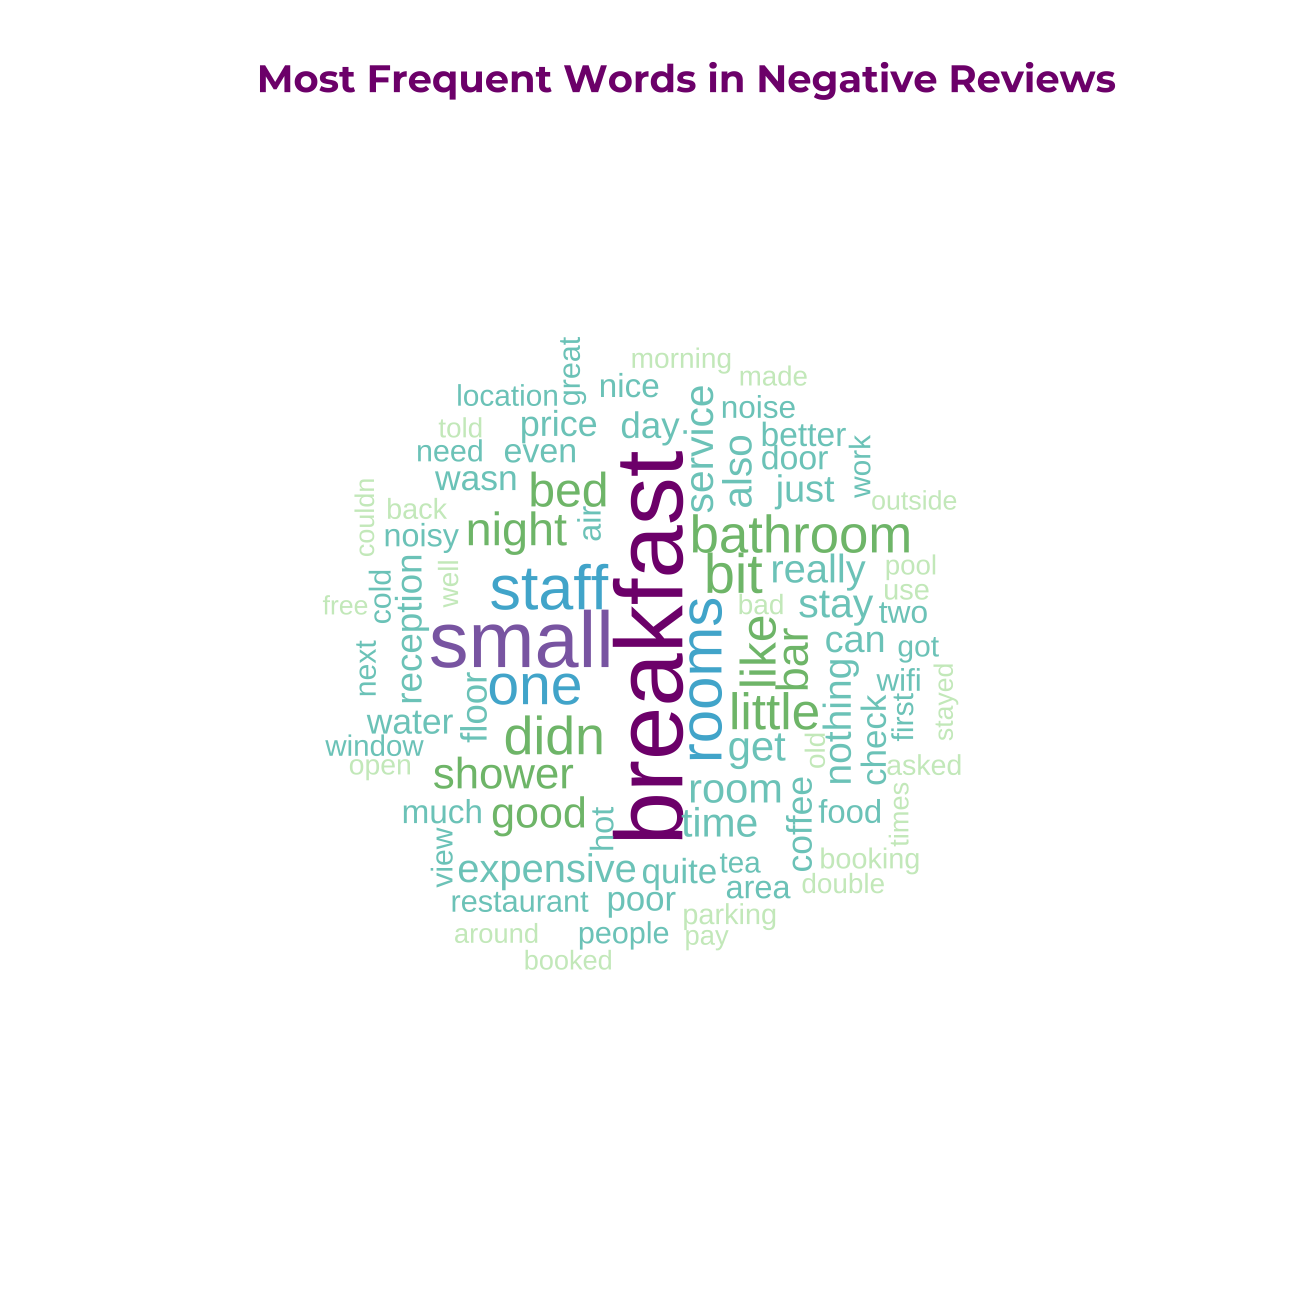 Most Frequent Words in Negative Reviews
great
morning
made
location
nice
noise
told
price
day
service
better
need
even
also
door
work
wasn
bed
just
outside
couldn
back
air
night
noisy
breakfast
bathroom
cold
well
staff
bit
really
pool
use
free
reception
small
bad
stay
two
rooms
like
bar
can
got
next
one
floor
nothing
wifi
stayed
water
little
first
window
didn
get
old
check
open
shower
asked
much
good
hot
room
time
coffee
food
times
view
expensive
quite
tea
booking
restaurant
poor
area
double
around
people
parking
pay
booked